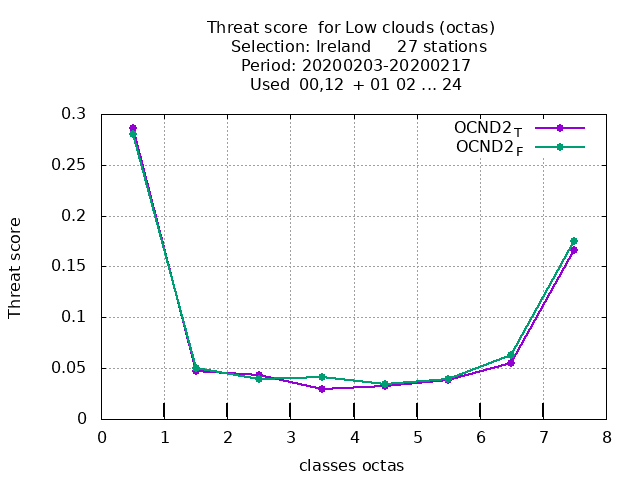 Threat score  for Low clouds (octas)
Selection: Ireland     27 stations
Period: 20200203-20200217
Used  00,12  + 01 02 ... 24
OCND2T
OCND2F
0.3
0.25
0.2
0.15
0.1
0.05
0
Threat score
0 1 2 3 4 5 6 7 8
classes octas